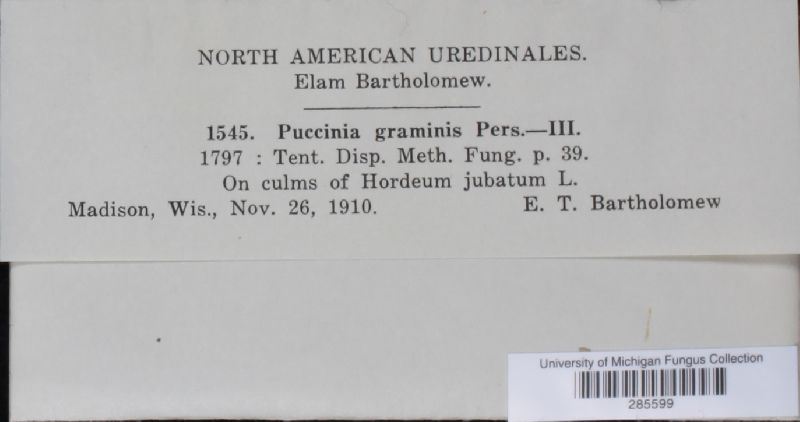 NORTH AMERICAN UREDINALES.
Elam Bartholomew.
1545. Puccinia graminis Pers.—III.
1797 : Tent. Disp. Meth. Fung. p. 39.
On culms of Hordeum jubatum L.
Madison, Wis., Nov. 26, 1910. E. T. Bartholomew
University of Michigan Fungus Collection
285599